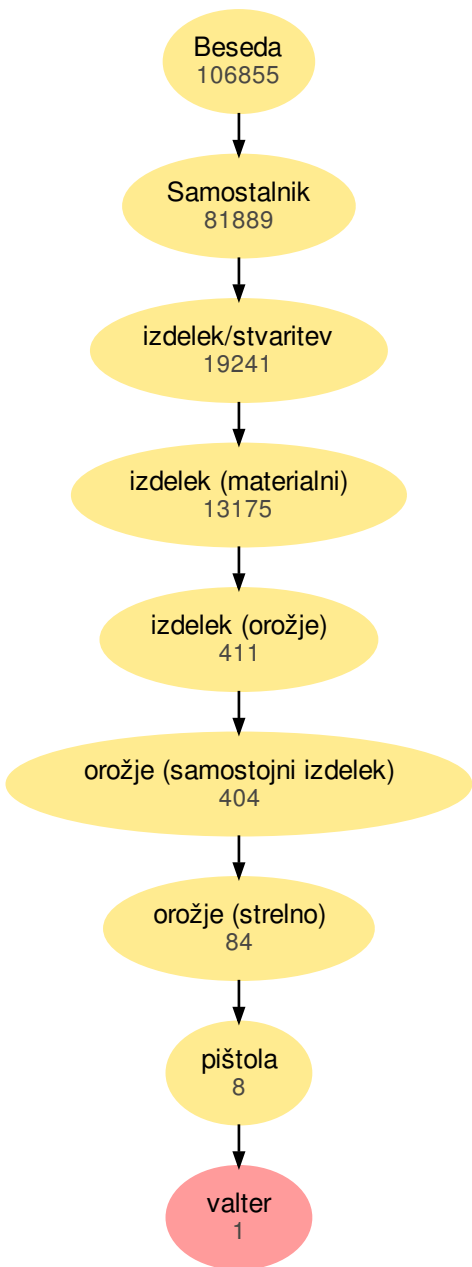 Beseda
106855
Samostalnik
81889
izdelek/stvaritev
19241
izdelek (materialni)
13175
izdelek (orožje)
411
orožje (samostojni izdelek)
404
orožje (strelno)
84
pištola
8
valter
1